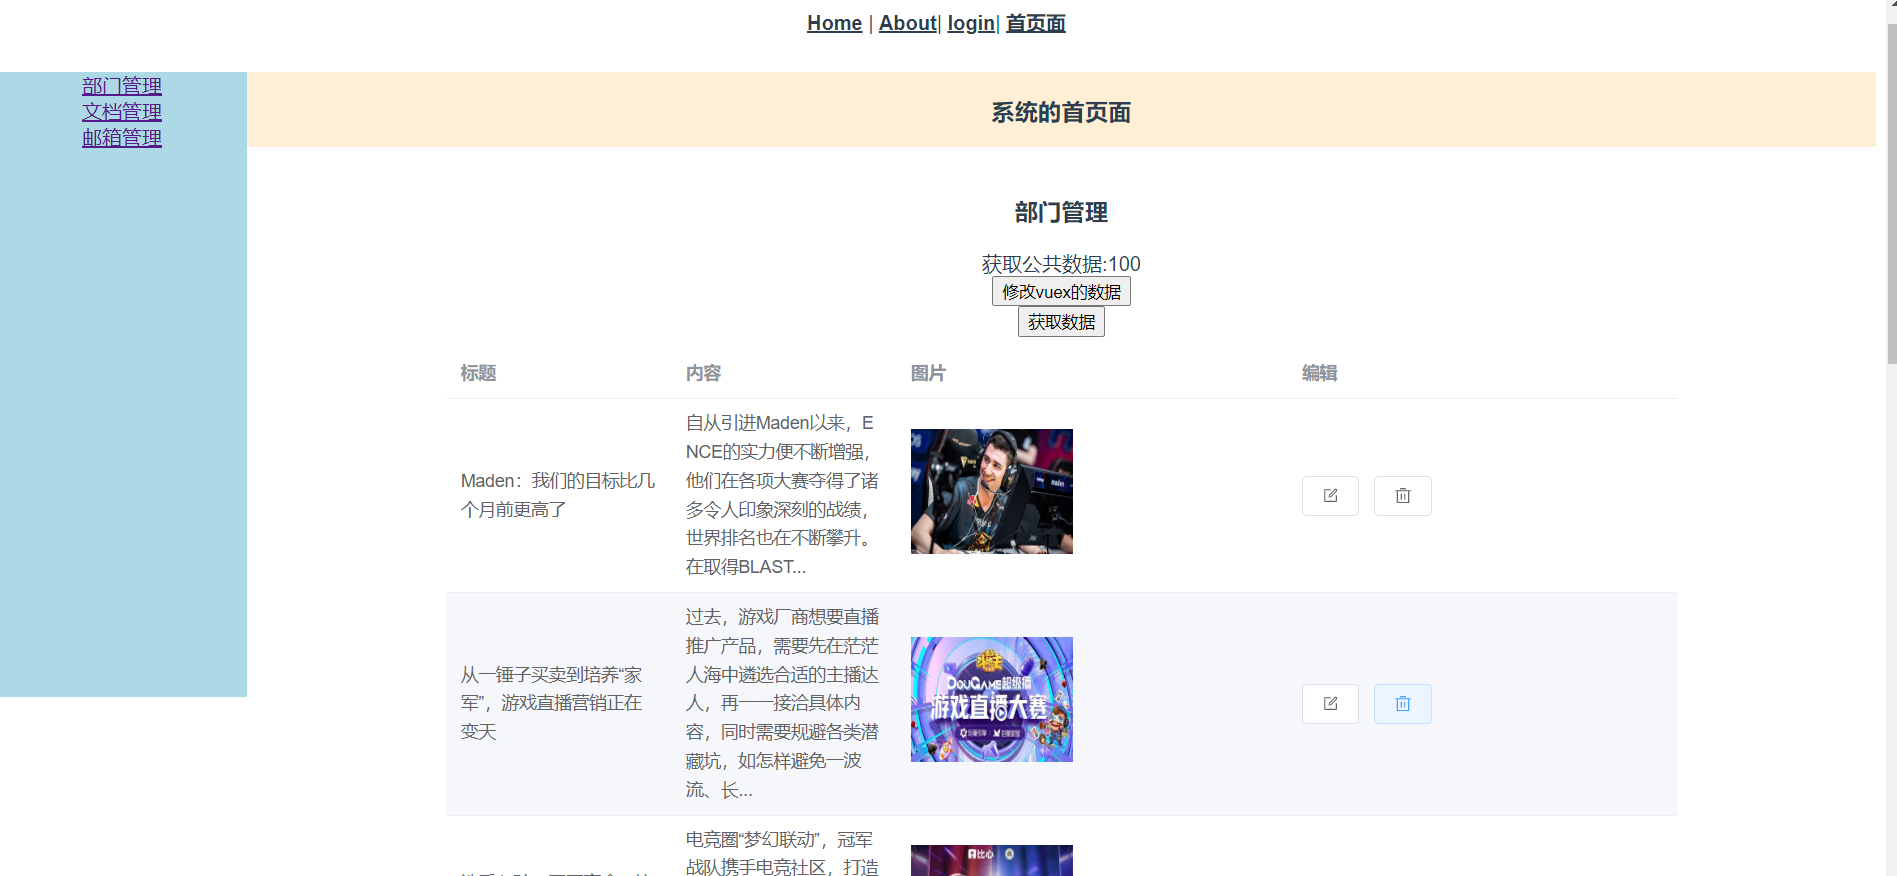 Home | About| login| 首页面
部门管理
文档管理
邮箱管理
系统的首页面
部门管理
获取公共数据:100
修改vuex的数据
获取数据
标题 内容 图片 编辑
Maden：我们的目标比几
个月前更高了
自从引进Maden以来，E
NCE的实力便不断增强，
他们在各项大赛夺得了诸
多令人印象深刻的战绩，
世界排名也在不断攀升。
在取得BLAST...
从一锤子买卖到培养“家
军”，游戏直播营销正在
变天
过去，游戏厂商想要直播
推广产品，需要先在茫茫
人海中遴选合适的主播达
人，再一一接洽具体内
容，同时需要规避各类潜
藏坑，如怎样避免一波
流、长...
DOUGAME超级播
游戏直播大赛
电竞圈“梦幻联动”，冠军
战队携手电竞社区，打造
比心